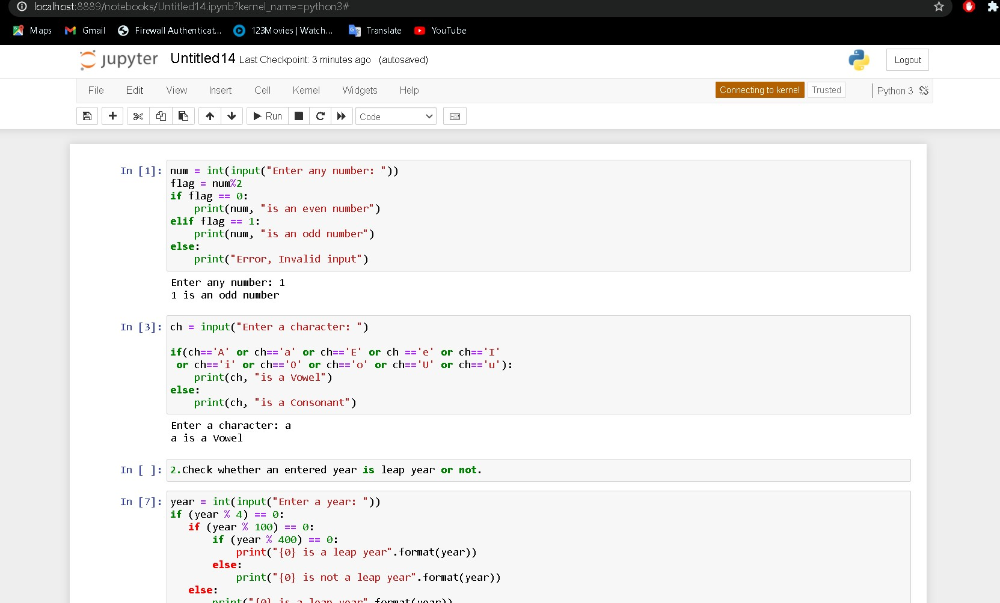 localhost:8889/notebooks/Untitled14.ipynb?kernel_name=python3#
Maps Gmail Firewall Authenticat... 123Movies | Watch... Translate YouTube
jupyter Untitled14 Last Checkpoint: 3 minutes ago (autosaved) Logout
File Edit View Insert Cell Kernel Widgets Help Connecting to kernel Trusted Python 3
Run Code
In [1]: num = int(input("Enter any number: "))
flag = num%2
if flag == 0:
    print(num, "is an even number")
elif flag == 1:
    print(num, "is an odd number")
else:
    print("Error, Invalid input")
Enter any number: 1
1 is an odd number
In [3]: ch = input("Enter a character: ")
if(ch=='A' or ch=='a' or ch=='E' or ch =='e' or ch=='I'
 or ch=='i' or ch=='O' or ch=='o' or ch=='U' or ch=='u'):
    print(ch, "is a Vowel")
else:
    print(ch, "is a Consonant")
Enter a character: a
a is a Vowel
In [ ]: 2.Check whether an entered year is leap year or not.
In [7]: year = int(input("Enter a year: "))
if (year % 4) == 0:
   if (year % 100) == 0:
       if (year % 400) == 0:
           print("{0} is a leap year".format(year))
       else:
           print("{0} is not a leap year".format(year))
   else:
       print("{0} is a leap year".format(year))